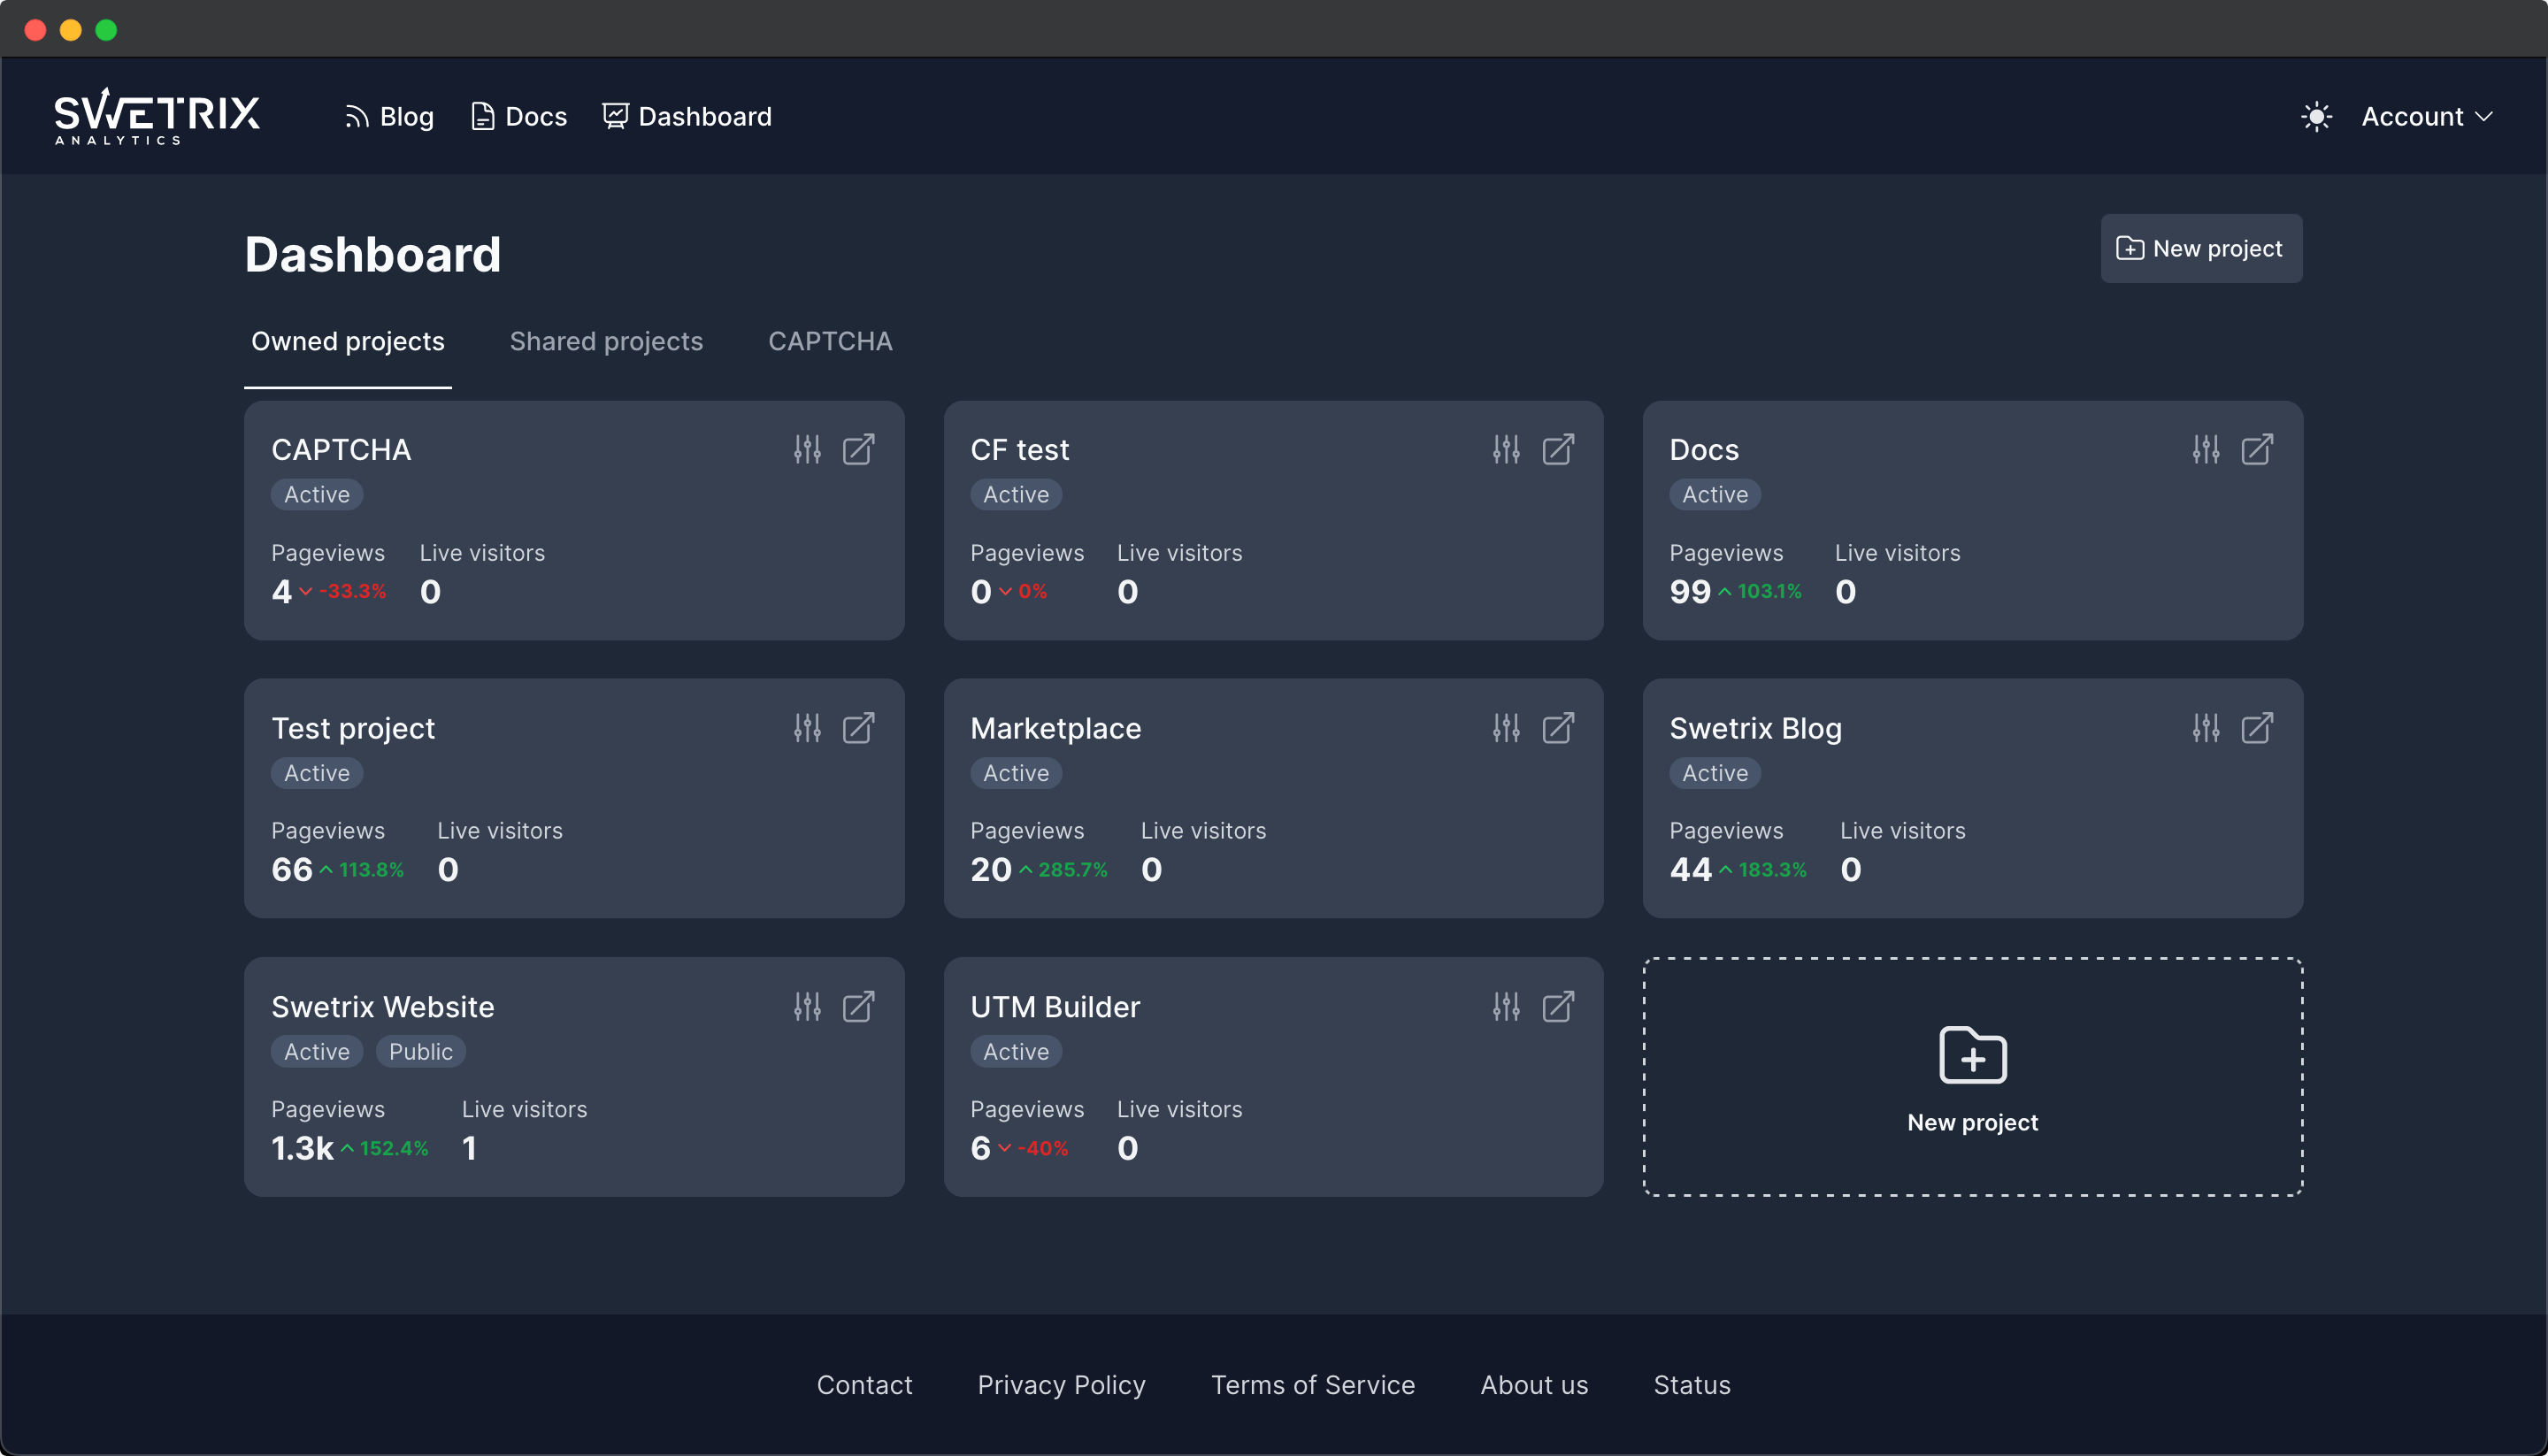 SWETRIX
ANALYTICS
Blog Docs Dashboard Account
Dashboard New project
Owned projects Shared projects CAPTCHA
CAPTCHA
Active
Pageviews Live visitors
4 -33.3% 0
CF test
Active
Pageviews Live visitors
0 0% 0
Docs
Active
Pageviews Live visitors
99 103.1% 0
Test project
Active
Pageviews Live visitors
66 113.8% 0
Marketplace
Active
Pageviews Live visitors
20 285.7% 0
Swetrix Blog
Active
Pageviews Live visitors
44 183.3% 0
Swetrix Website
Active Public
Pageviews Live visitors
1.3k 152.4% 1
UTM Builder
Active
Pageviews Live visitors
6 -40% 0
New project
Contact Privacy Policy Terms of Service About us Status